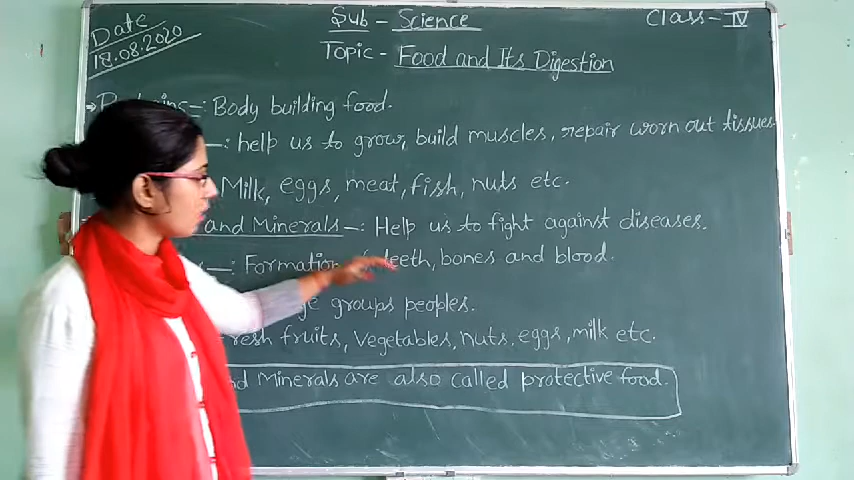 Date
18.08.2020
Sub - Science
Class - IV
Topic - Food and Its Digestion
Body building food.
—: help us to grow, build muscles, repair worn out tissues.
Milk, eggs, meat, fish, nuts etc.
and Minerals —: Help us to fight against diseases.
—: Formation teeth, bones and blood.
groups peoples.
fruits, vegetables, nuts, eggs, milk etc.
Minerals are also called protective food.